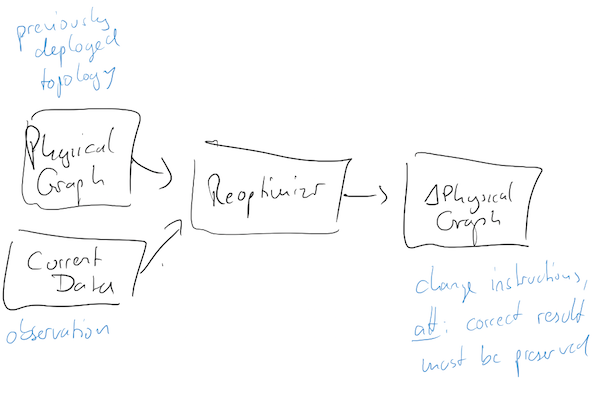 previously
deployed
topology
Physical
Graph
Current
Data
observation
Reoptimizer
ΔPhysical
Graph
change instructions,
att: correct result
must be preserved